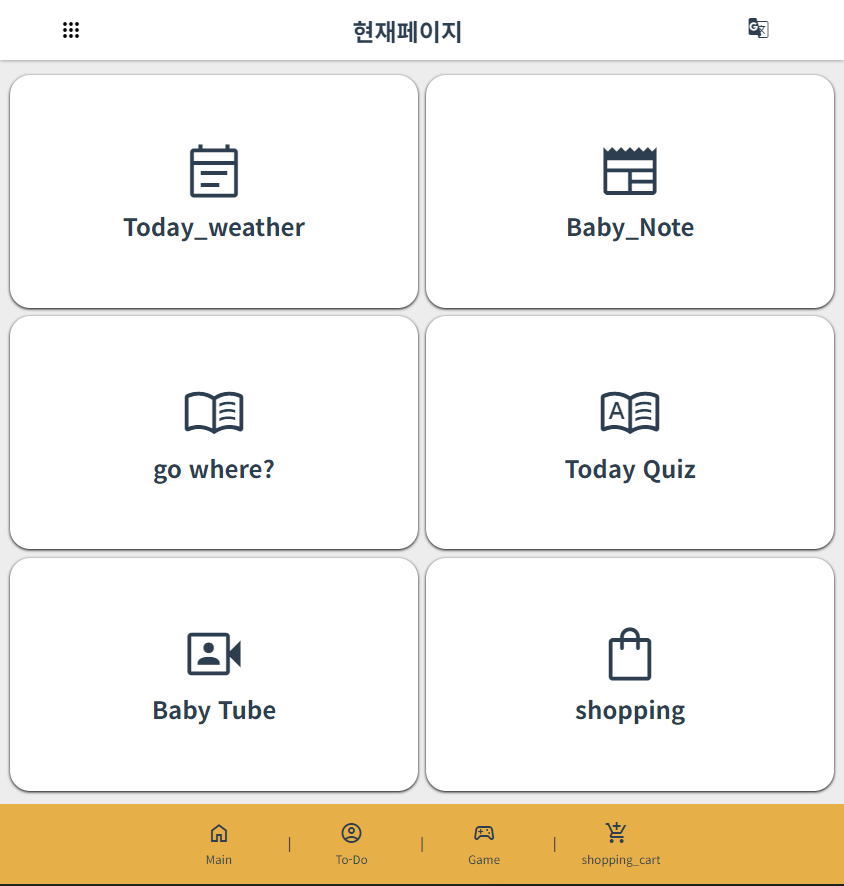 현재페이지
Today_weather
Baby_Note
go where?
Today Quiz
Baby Tube
shopping
Main | To-Do | Game | shopping_cart